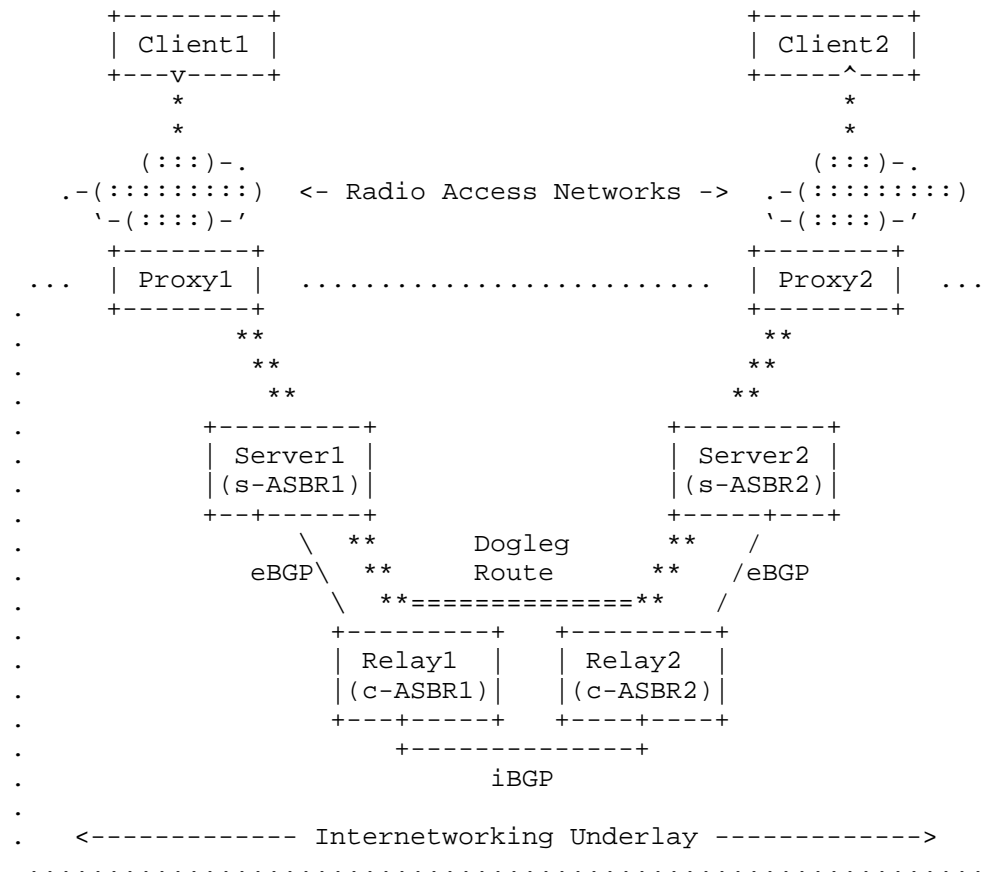 Client1 Client2
<- Radio Access Networks ->
Proxy1 Proxy2
Server1 Server2
(s-ASBR1) (s-ASBR2)
Dogleg
eBGP Route eBGP
Relay1 Relay2
(c-ASBR1) (c-ASBR2)
iBGP
<------------- Internetworking Underlay ------------->